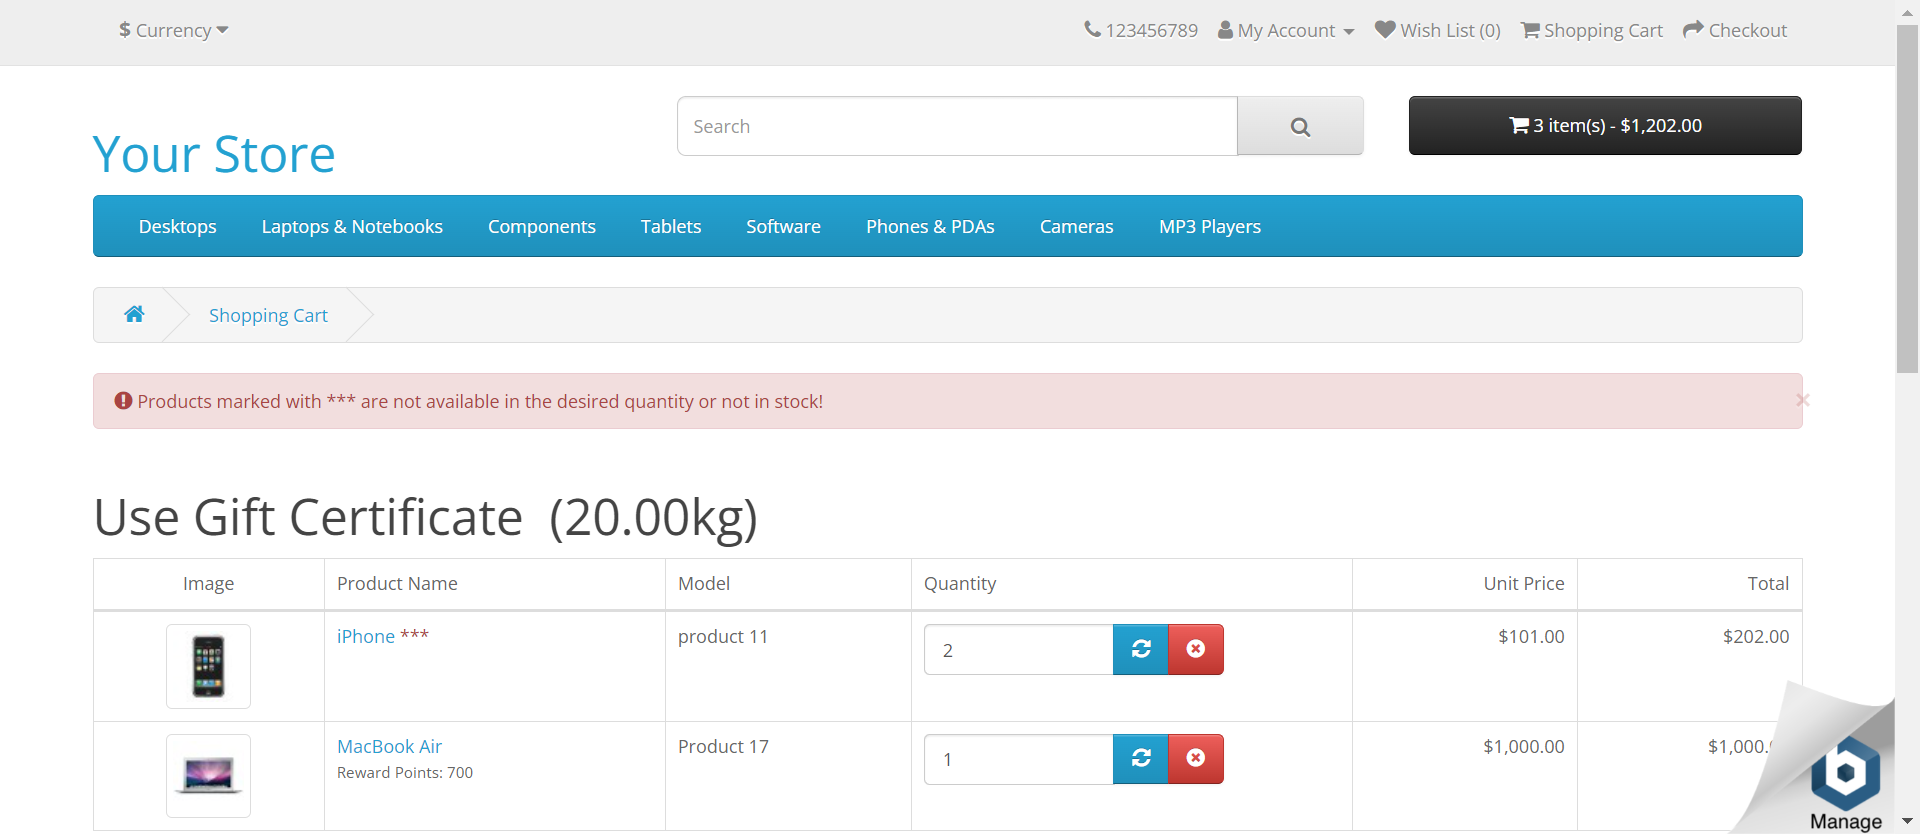 $ Currency
123456789 My Account Wish List (0) Shopping Cart Checkout
Your Store
Search
3 item(s) - $1,202.00
Desktops Laptops & Notebooks Components Tablets Software Phones & PDAs Cameras MP3 Players
Shopping Cart
Products marked with *** are not available in the desired quantity or not in stock!
×
Use Gift Certificate (20.00kg)
Image Product Name Model Quantity Unit Price Total
iPhone *** product 11 2 $101.00 $202.00
MacBook Air Product 17 1 $1,000.00 $1,000.
Reward Points: 700
Manage